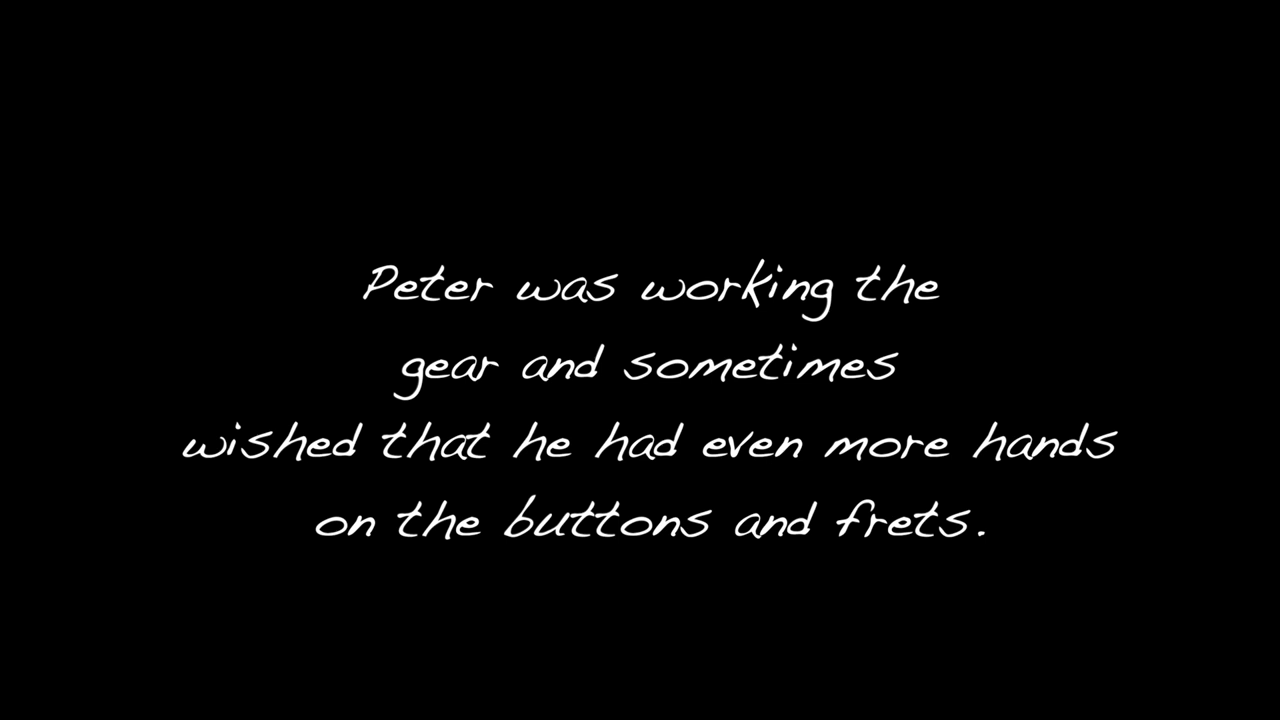 Peter was working the
gear and sometimes
wished that he had even more hands
on the buttons and frets.